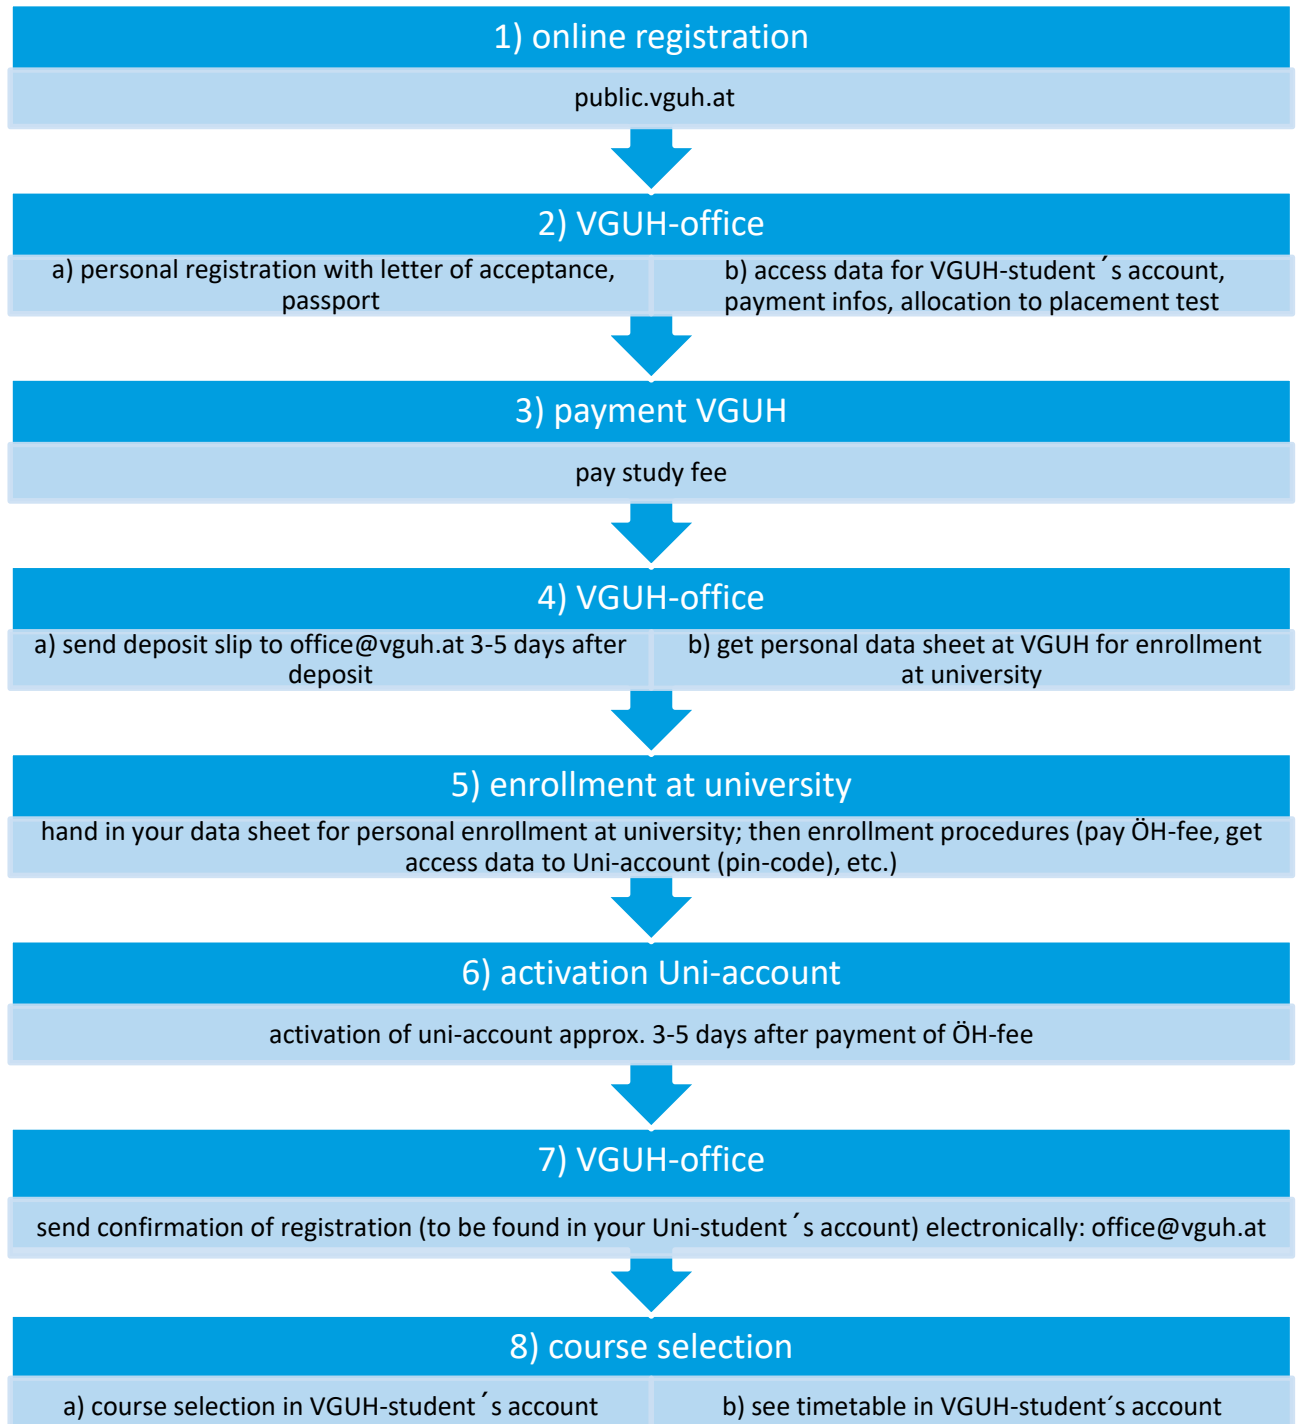 1) online registration
public.vguh.at
2) VGUH-office
a) personal registration with letter of acceptance,
passport
b) access data for VGUH-student´s account,
payment infos, allocation to placement test
3) payment VGUH
pay study fee
4) VGUH-office
a) send deposit slip to office@vguh.at 3-5 days after
deposit
b) get personal data sheet at VGUH for enrollment
at university
5) enrollment at university
hand in your data sheet for personal enrollment at university; then enrollment procedures (pay ÖH-fee, get
access data to Uni-account (pin-code), etc.)
6) activation Uni-account
activation of uni-account approx. 3-5 days after payment of ÖH-fee
7) VGUH-office
send confirmation of registration (to be found in your Uni-student´s account) electronically: office@vguh.at
8) course selection
a) course selection in VGUH-student´s account
b) see timetable in VGUH-student´s account